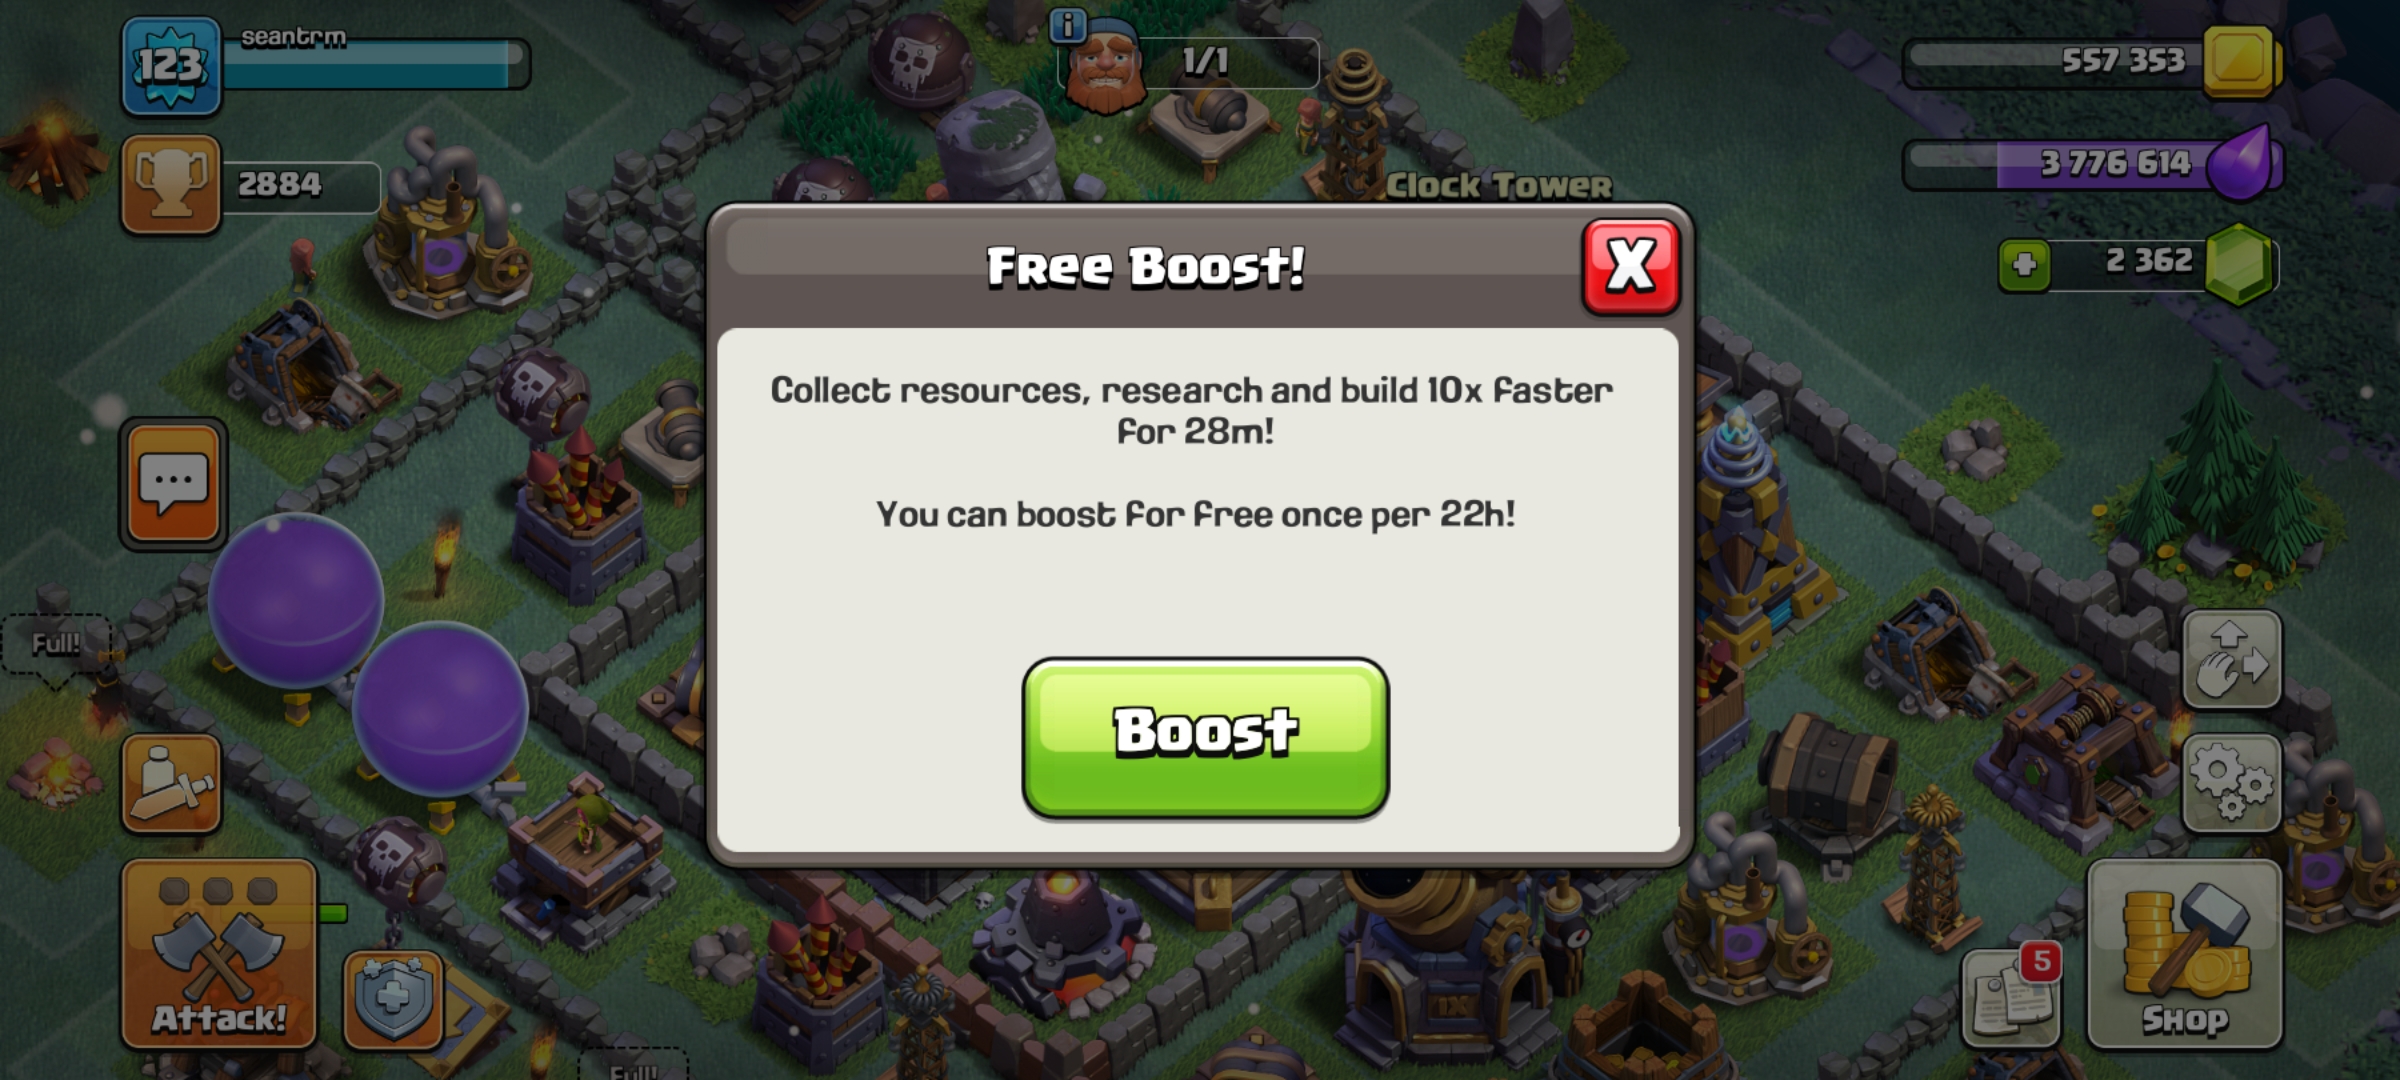 123
seantrm
1/1
557 353
2884
3 776 614
Clock Tower
2 362
Free Boost!
X
Collect resources, research and build 10x faster
for 28m!
You can boost for free once per 22h!
Full!
Boost
Attack!
5
Shop
IX
Full!